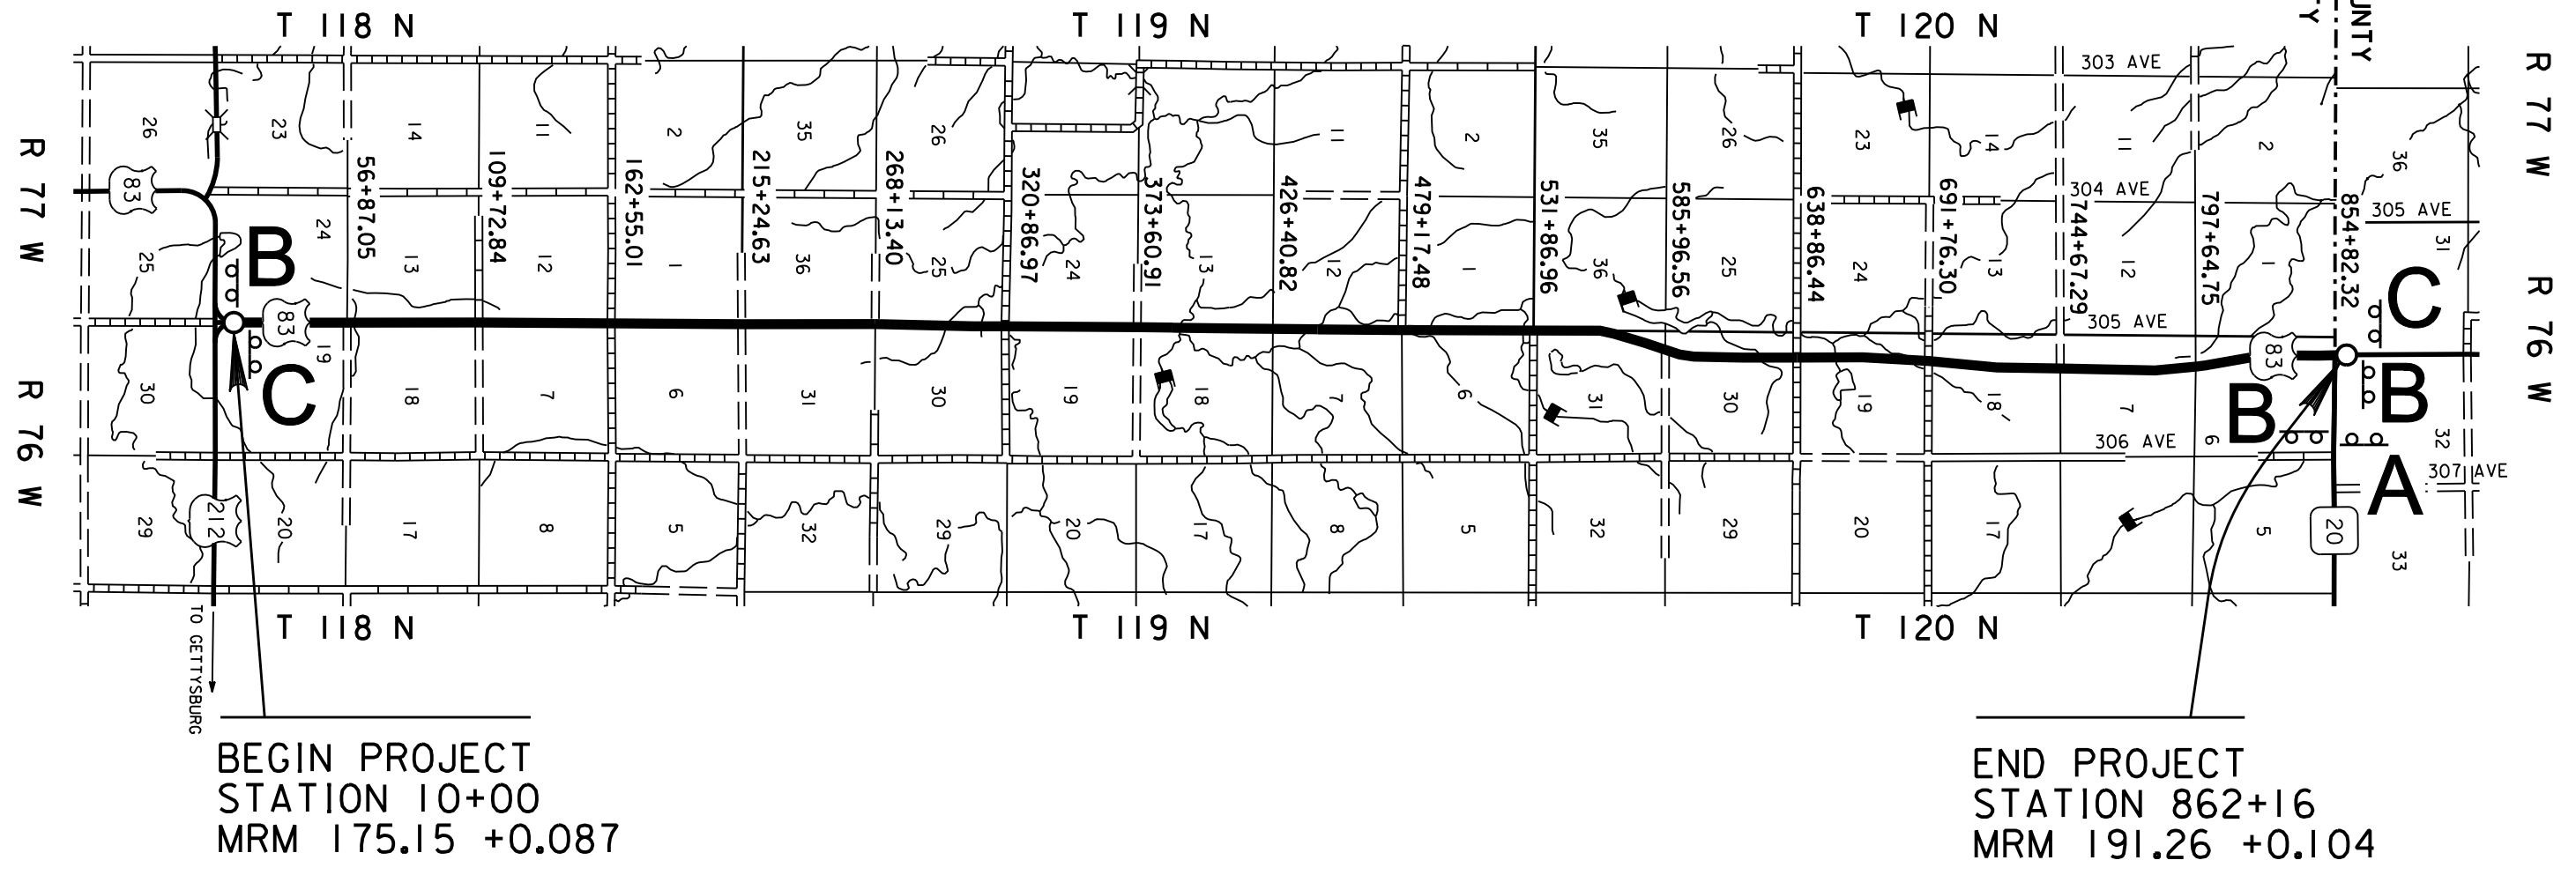 T 118 N
T 119 N
T 120 N
TY
UNTY
R 77 W
R 76 W
R 77 W
R 76 W
303 AVE
26
23
14
11
2
35
26
11
2
35
26
23
14
11
2
36
83
304 AVE
305 AVE
56+87.05
109+72.84
162+55.01
215+24.63
268+13.40
320+86.97
373+60.91
426+40.82
479+17.48
531+86.96
585+96.56
638+86.44
691+76.30
744+67.29
797+64.75
854+82.32
25
24
13
12
1
36
25
24
13
12
1
36
25
24
13
12
1
31
B
C
83
305 AVE
83
C
B
B
A
30
19
18
7
6
31
30
19
18
7
6
31
30
19
18
7
6
32
306 AVE
307 AVE
212
29
20
17
8
5
32
29
20
17
8
5
32
29
20
17
5
20
33
T 118 N
T 119 N
T 120 N
TO GETTYSBURG
BEGIN PROJECT
STATION 10+00
MRM 175.15 +0.087
END PROJECT
STATION 862+16
MRM 191.26 +0.104